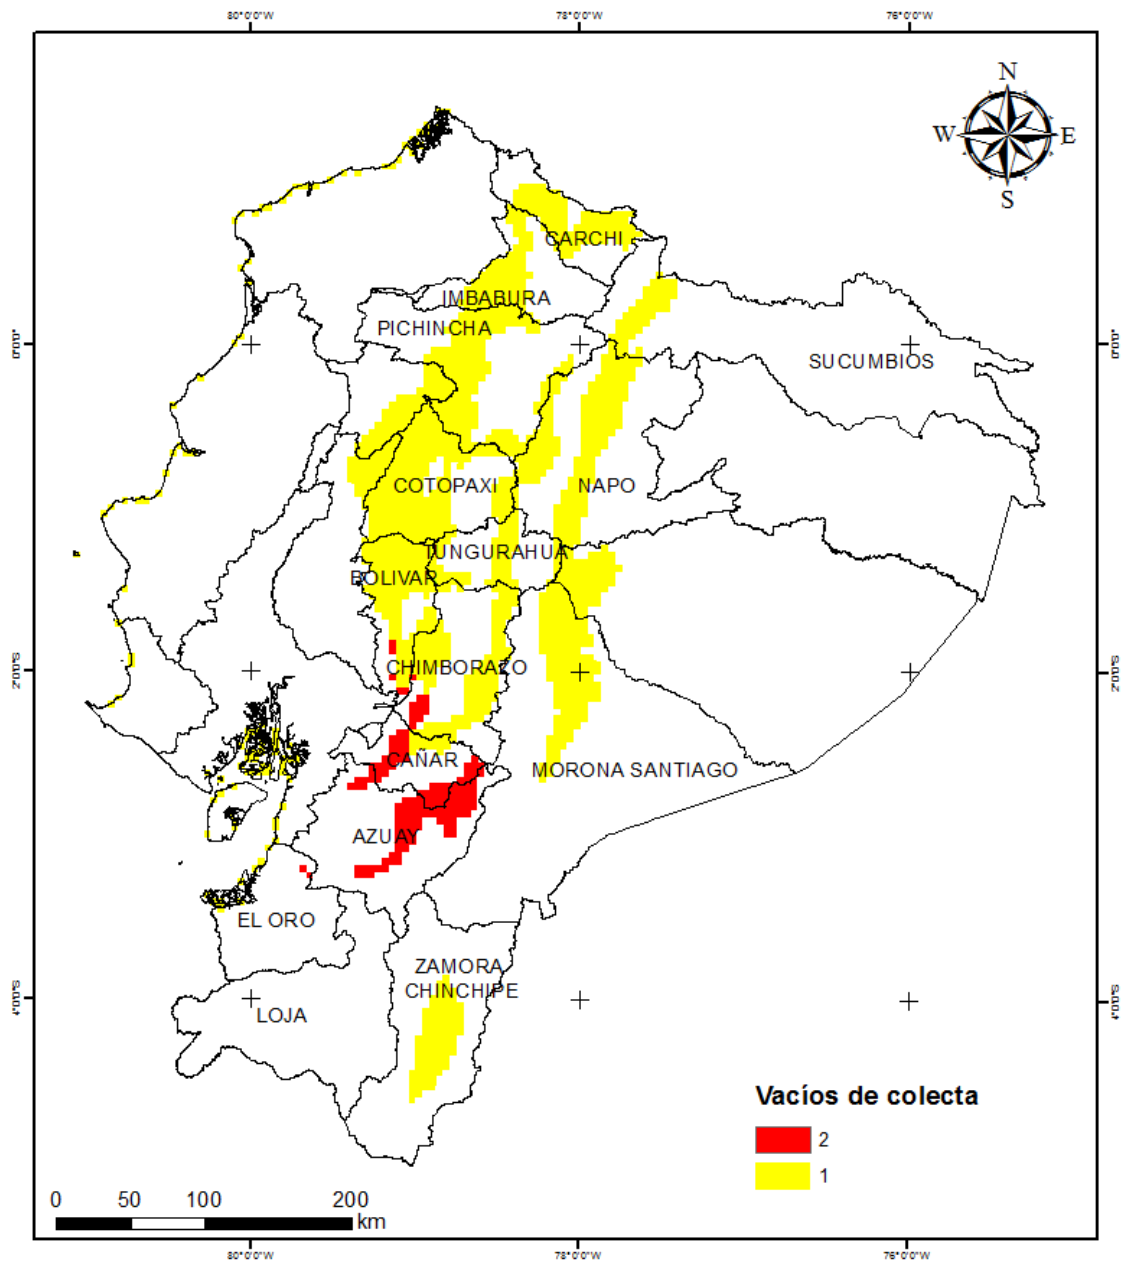 80°0'0"W 78°0'0"W 76°0'0"W
N
W E
S
CARCHI
IMBABURA
PICHINCHA
0°0'0" 0°0'0"
SUCUMBIOS
COTOPAXI
NAPO
TUNGURAHUA
BOLIVAR
CHIMBORAZO
2°0'0"S 2°0'0"S
CAÑAR
MORONA SANTIAGO
AZUAY
EL ORO
ZAMORA
CHINCHIPE
4°0'0"S 4°0'0"S
LOJA
Vacíos de colecta
2
1
0 50 100 200
km
80°0'0"W 78°0'0"W 76°0'0"W